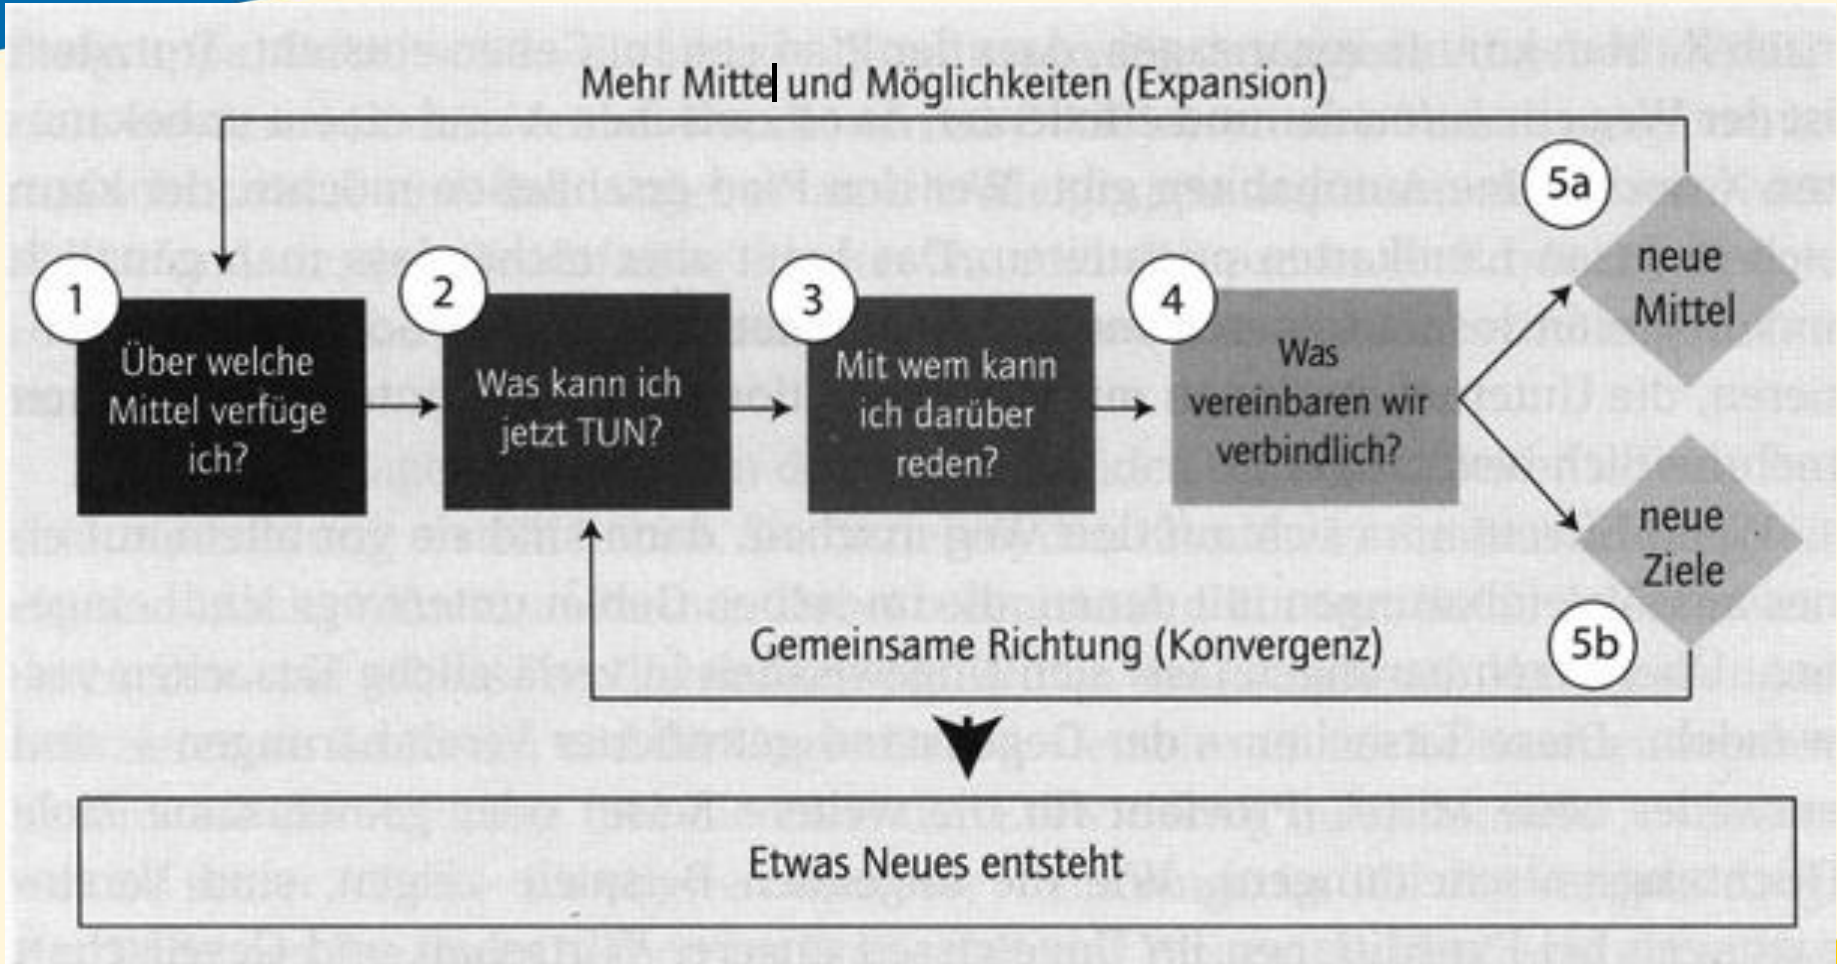 Mehr Mittel und Möglichkeiten (Expansion)
1
Über welche
Mittel verfüge
ich?
2
Was kann ich
jetzt TUN?
3
Mit wem kann
ich darüber
reden?
4
Was
vereinbaren wir
verbindlich?
5a
neue
Mittel
neue
Ziele
5b
Gemeinsame Richtung (Konvergenz)
Etwas Neues entsteht